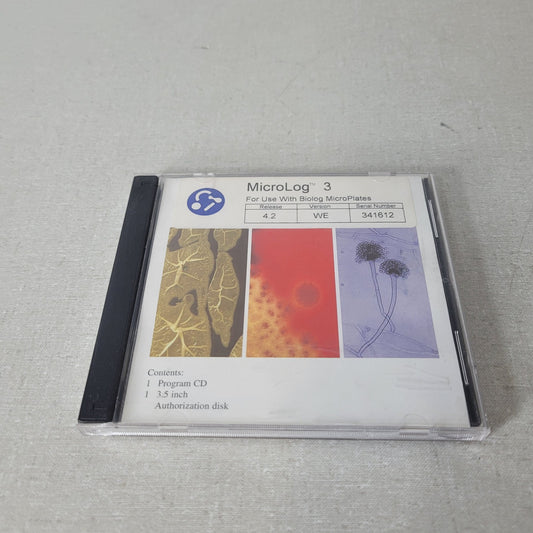 MicroLog™ 3
For Use With Biolog MicroPlates
Release Version Serial Number
4.2 WE 341612
Contents:
1 Program CD
1 3.5 inch
Authorization disk